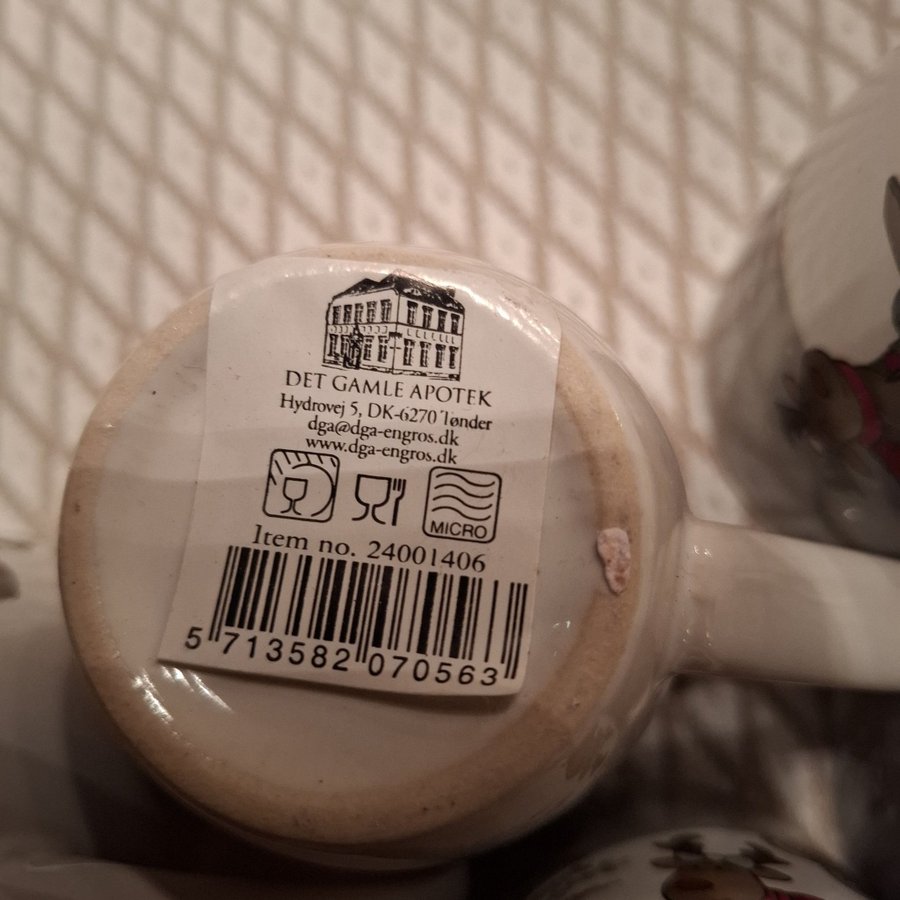 DET GAMLE APOTEK
Hydrovej 5, DK-6270 Tønder
dga@dga-engros.dk
www.dga-engros.dk
MICRO
Item no. 24001406
5 713582 070563